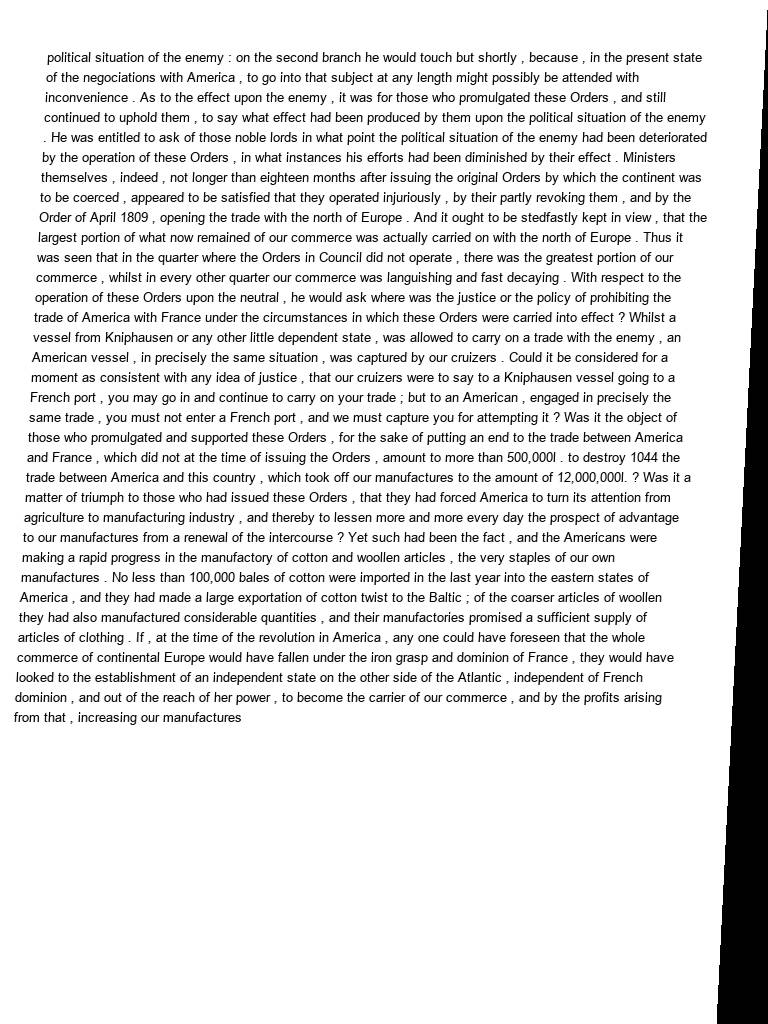 political situation of the enemy : on the second branch he would touch but shortly , because , in the present state
of the negociations with America , to go into that subject at any length might possibly be attended with
inconvenience . As to the effect upon the enemy , it was for those who promulgated these Orders , and still
continued to uphold them , to say what effect had been produced by them upon the political situation of the enemy
. He was entitled to ask of those noble lords in what point the political situation of the enemy had been deteriorated
by the operation of these Orders , in what instances his efforts had been diminished by their effect . Ministers
themselves , indeed , not longer than eighteen months after issuing the original Orders by which the continent was
to be coerced , appeared to be satisfied that they operated injuriously , by their partly revoking them , and by the
Order of April 1809 , opening the trade with the north of Europe . And it ought to be stedfastly kept in view , that the
largest portion of what now remained of our commerce was actually carried on with the north of Europe . Thus it
was seen that in the quarter where the Orders in Council did not operate , there was the greatest portion of our
commerce , whilst in every other quarter our commerce was languishing and fast decaying . With respect to the
operation of these Orders upon the neutral , he would ask where was the justice or the policy of prohibiting the
trade of America with France under the circumstances in which these Orders were carried into effect ? Whilst a
vessel from Kniphausen or any other little dependent state , was allowed to carry on a trade with the enemy , an
American vessel , in precisely the same situation , was captured by our cruizers . Could it be considered for a
moment as consistent with any idea of justice , that our cruizers were to say to a Kniphausen vessel going to a
French port , you may go in and continue to carry on your trade ; but to an American , engaged in precisely the
same trade , you must not enter a French port , and we must capture you for attempting it ? Was it the object of
those who promulgated and supported these Orders , for the sake of putting an end to the trade between America
and France , which did not at the time of issuing the Orders , amount to more than 500,000l . to destroy 1044 the
trade between America and this country , which took off our manufactures to the amount of 12,000,000l. ? Was it a
matter of triumph to those who had issued these Orders , that they had forced America to turn its attention from
agriculture to manufacturing industry , and thereby to lessen more and more every day the prospect of advantage
to our manufactures from a renewal of the intercourse ? Yet such had been the fact , and the Americans were
making a rapid progress in the manufactory of cotton and woollen articles , the very staples of our own
manufactures . No less than 100,000 bales of cotton were imported in the last year into the eastern states of
America , and they had made a large exportation of cotton twist to the Baltic ; of the coarser articles of woollen
they had also manufactured considerable quantities , and their manufactories promised a sufficient supply of
articles of clothing . If , at the time of the revolution in America , any one could have foreseen that the whole
commerce of continental Europe would have fallen under the iron grasp and dominion of France , they would have
looked to the establishment of an independent state on the other side of the Atlantic , independent of French
dominion , and out of the reach of her power , to become the carrier of our commerce , and by the profits arising
from that , increasing our manufactures